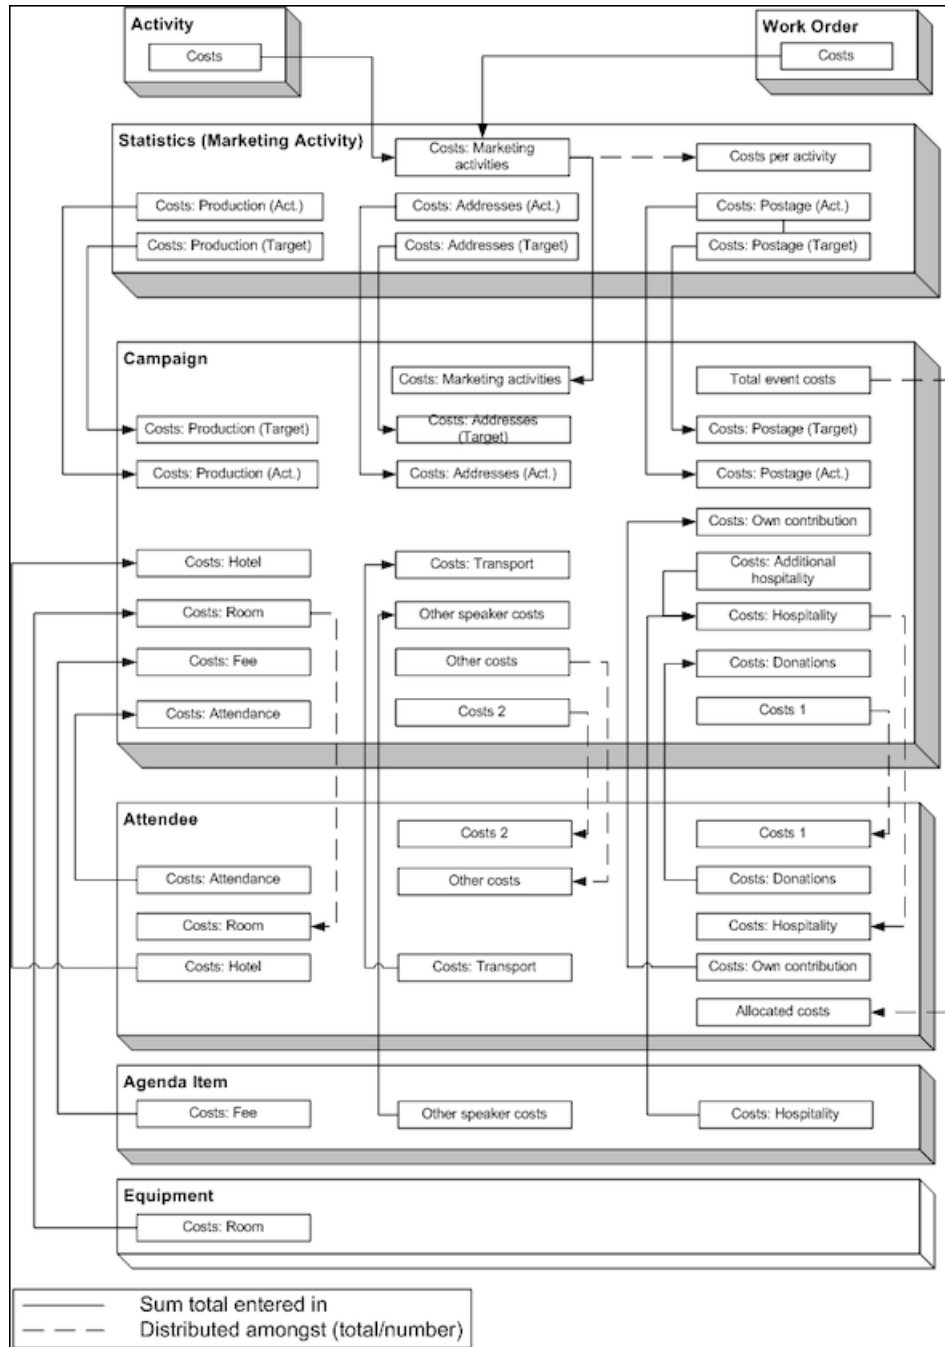 Activity
Costs
Work Order
Costs
Statistics (Marketing Activity)
Costs: Marketing
activities
Costs per activity
Costs: Production (Act.)
Costs: Addresses (Act.)
Costs: Postage (Act.)
Costs: Production (Target)
Costs: Addresses (Target)
Costs: Postage (Target)
Campaign
Costs: Marketing activities
Total event costs
Costs: Production (Target)
Costs: Addresses
(Target)
Costs: Postage (Target)
Costs: Production (Act.)
Costs: Addresses (Act.)
Costs: Postage (Act.)
Costs: Own contribution
Costs: Hotel
Costs: Transport
Costs: Additional
hospitality
Costs: Room
Other speaker costs
Costs: Hospitality
Costs: Fee
Other costs
Costs: Donations
Costs: Attendance
Costs 2
Costs 1
Attendee
Costs 2
Costs 1
Costs: Attendance
Other costs
Costs: Donations
Costs: Room
Costs: Hospitality
Costs: Hotel
Costs: Transport
Costs: Own contribution
Allocated costs
Agenda Item
Costs: Fee
Other speaker costs
Costs: Hospitality
Equipment
Costs: Room
Sum total entered in
Distributed amongst (total/number)